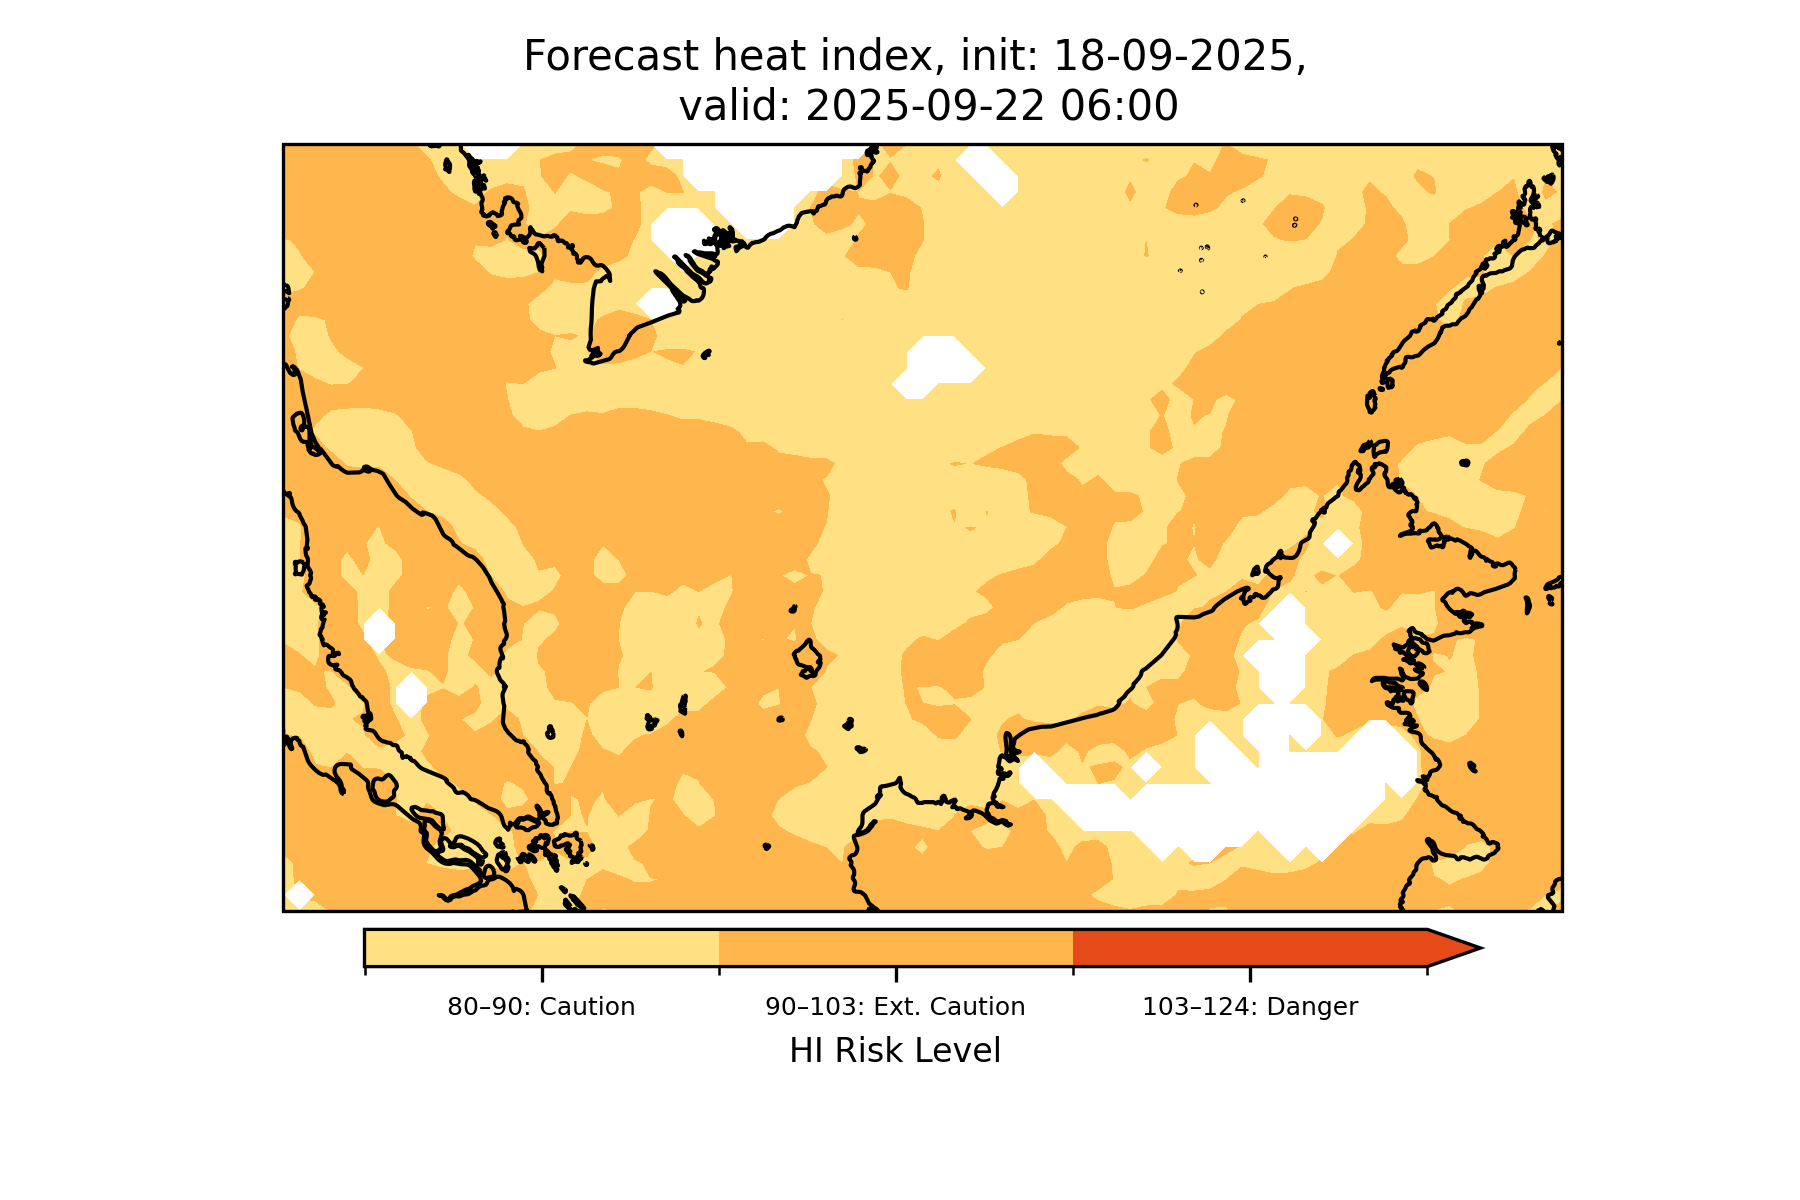 Forecast heat index, init: 18-09-2025,
valid: 2025-09-22 06:00
80–90: Caution
90–103: Ext. Caution
103–124: Danger
HI Risk Level